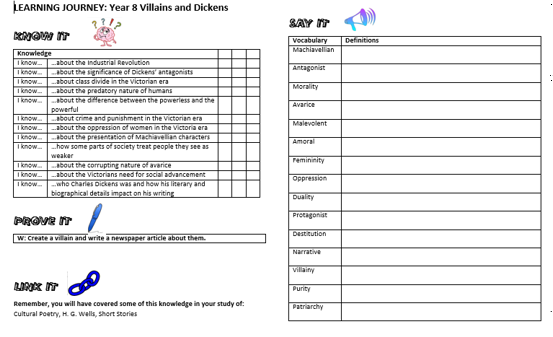 LEARNING JOURNEY: Year 8 Villains and Dickens
KNOW IT
Knowledge
I know... ...about the Industrial Revolution
I know... ...about the significance of Dickens' antagonists
I know... ...about class divide in the Victorian era
I know... ...about the predatory nature of humans
I know... ...about the difference between the powerless and the
powerful
I know... ...about crime and punishment in the Victorian era
I know... ...about the oppression of women in the Victoria era
I know... ...about the presentation of Machiavellian characters
I know... ...how some parts of society treat people they see as
weaker
I know... ...about the corrupting nature of avarice
I know... ...about the Victorians need for social advancement
I know... ...who Charles Dickens was and how his literary and
biographical details impact on his writing
PROVE IT
W: Create a villain and write a newspaper article about them.
LINK IT
Remember, you will have covered some of this knowledge in your study of:
Cultural Poetry, H. G. Wells, Short Stories
SAY IT
Vocabulary Definitions
Machiavellian
Antagonist
Morality
Avarice
Malevolent
Amoral
Femininity
Oppression
Duality
Protagonist
Destitution
Narrative
Villainy
Purity
Patriarchy